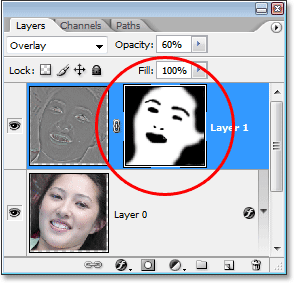 Layers Channels Paths
Overlay Opacity: 60%
Lock: Fill: 100%
Layer 1
Layer 0